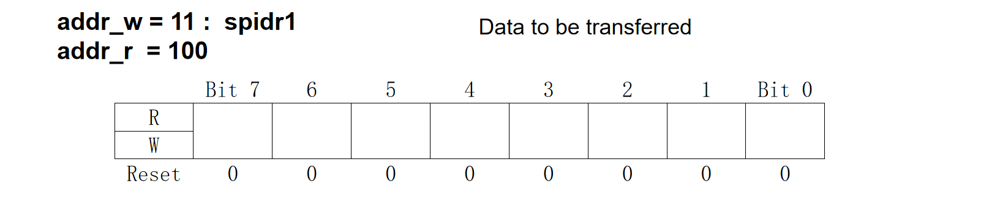 addr_w = 11 :  spidr1
addr_r  = 100
Data to be transferred
Bit 7 6 5 4 3 2 1 Bit 0
R
W
Reset 0 0 0 0 0 0 0 0